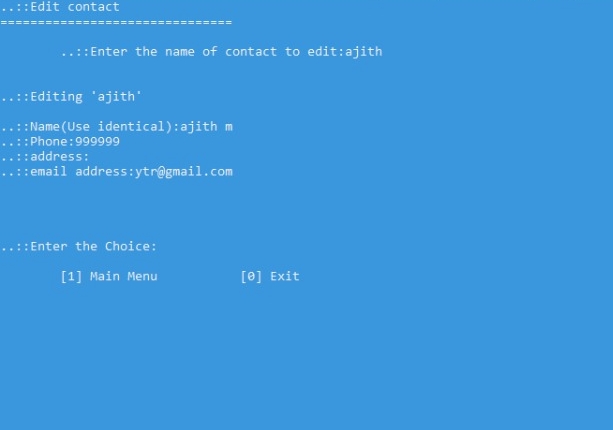 ..::Edit contact
===============================
..::Enter the name of contact to edit:ajith
..::Editing 'ajith'
..::Name(Use identical):ajith m
..::Phone:999999
..::address:
..::email address:ytr@gmail.com
..::Enter the Choice:
[1] Main Menu           [0] Exit